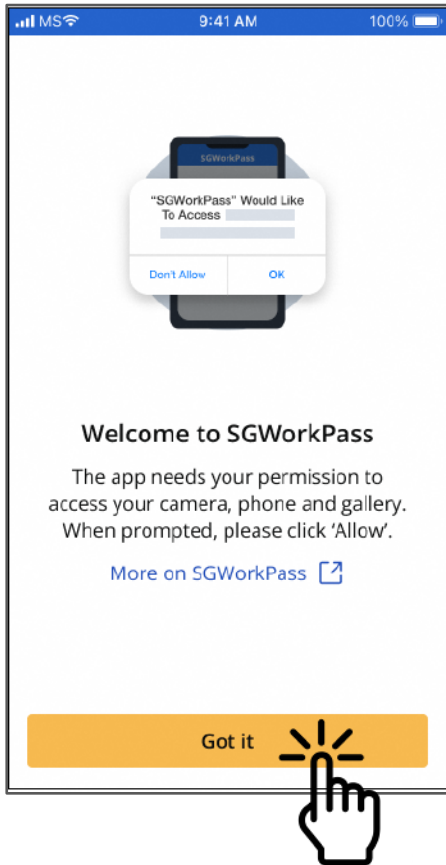 MS
9:41 AM
100%
SGWorkPass
"SGWorkPass" Would Like
To Access
Don't Allow
OK
Welcome to SGWorkPass
The app needs your permission to
access your camera, phone and gallery.
When prompted, please click ‘Allow’.
More on SGWorkPass
Got it